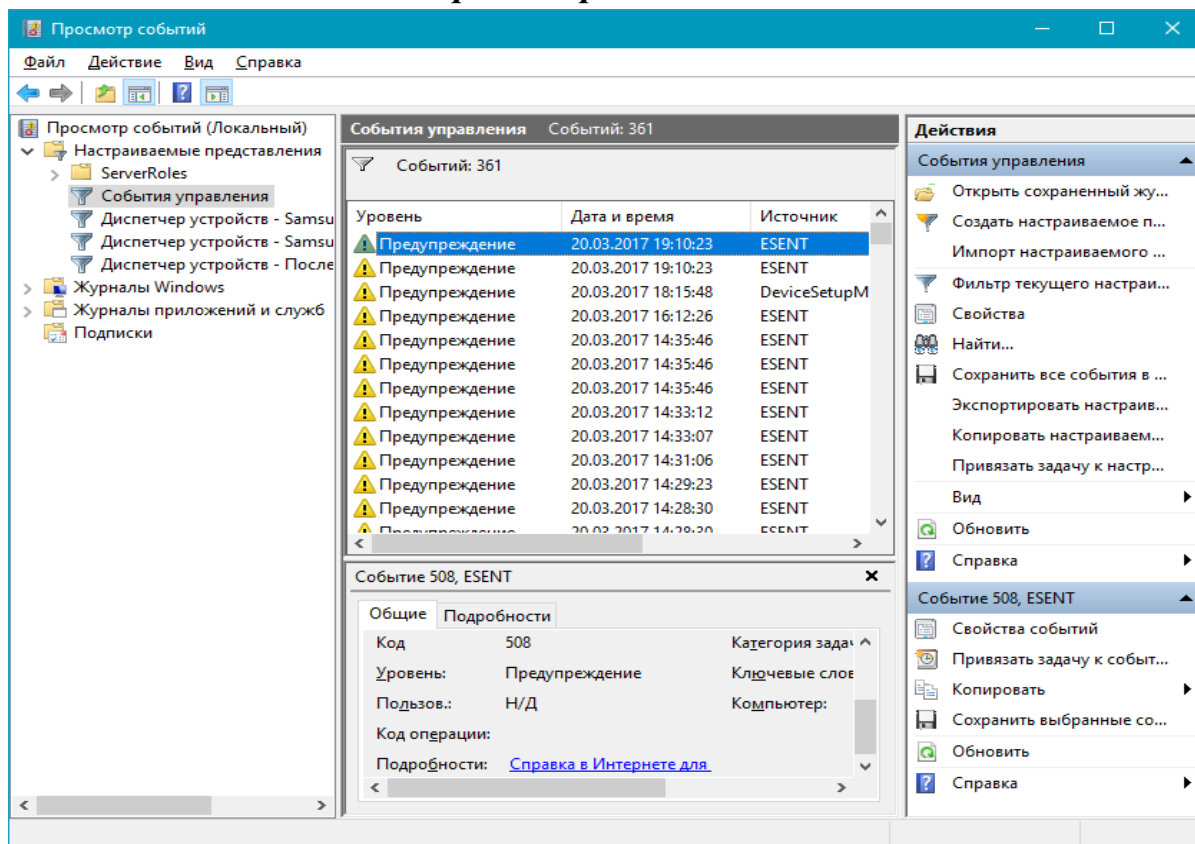 Просмотр событий
Файл Действие Вид Справка
Просмотр событий (Локальный)
Настраиваемые представления
ServerRoles
События управления
Диспетчер устройств - Samsu
Диспетчер устройств - Samsu
Диспетчер устройств - После
Журналы Windows
Журналы приложений и служб
Подписки
События управления Событий: 361
Событий: 361
Уровень Дата и время Источник
Предупреждение 20.03.2017 19:10:23 ESENT
Предупреждение 20.03.2017 19:10:23 ESENT
Предупреждение 20.03.2017 18:15:48 DeviceSetupM
Предупреждение 20.03.2017 16:12:26 ESENT
Предупреждение 20.03.2017 14:35:46 ESENT
Предупреждение 20.03.2017 14:35:46 ESENT
Предупреждение 20.03.2017 14:35:46 ESENT
Предупреждение 20.03.2017 14:33:12 ESENT
Предупреждение 20.03.2017 14:33:07 ESENT
Предупреждение 20.03.2017 14:31:06 ESENT
Предупреждение 20.03.2017 14:29:23 ESENT
Предупреждение 20.03.2017 14:28:30 ESENT
Предупреждение 20.03.2017 14:28:30 ESENT
Событие 508, ESENT
Общие Подробности
Код 508 Категория задач
Уровень: Предупреждение Ключевые слов
Пользов.: Н/Д Компьютер:
Код операции:
Подробности: Справка в Интернете для
Действия
События управления
Открыть сохраненный жу...
Создать настраиваемое п...
Импорт настраиваемого ...
Фильтр текущего настраи...
Свойства
Найти...
Сохранить все события в ...
Экспортировать настраив...
Копировать настраиваем...
Привязать задачу к настр...
Вид
Обновить
Справка
Событие 508, ESENT
Свойства событий
Привязать задачу к событ...
Копировать
Сохранить выбранные со...
Обновить
Справка